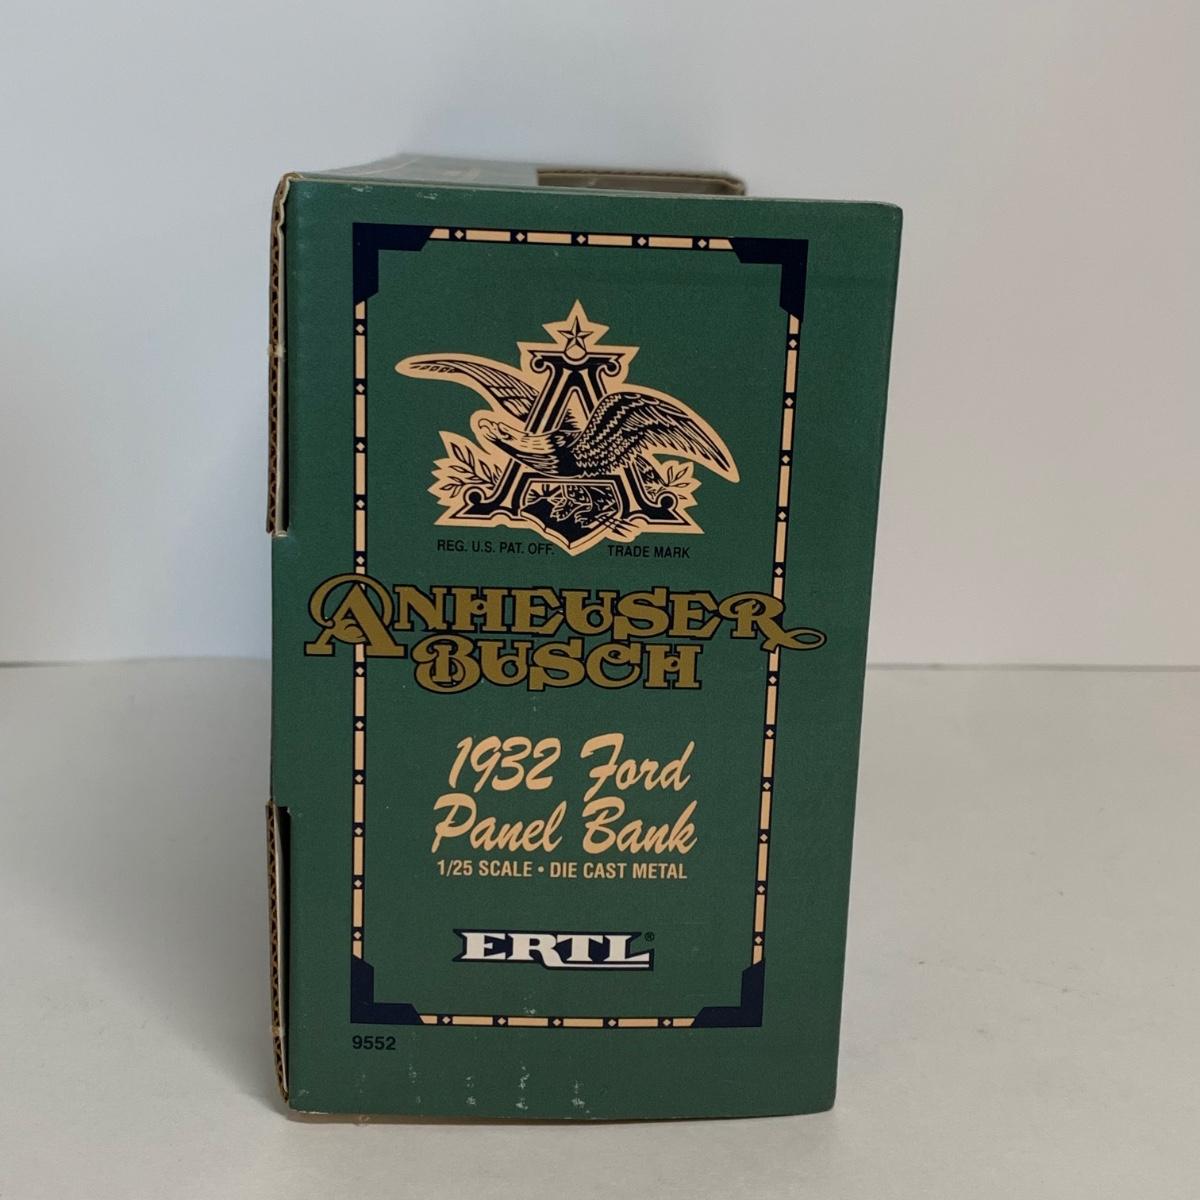 A
REG. U.S. PAT. OFF. TRADE MARK
ANHEUSER
BUSCH
1932 Ford
Panel Bank
1/25 SCALE • DIE CAST METAL
ERTL®
9552